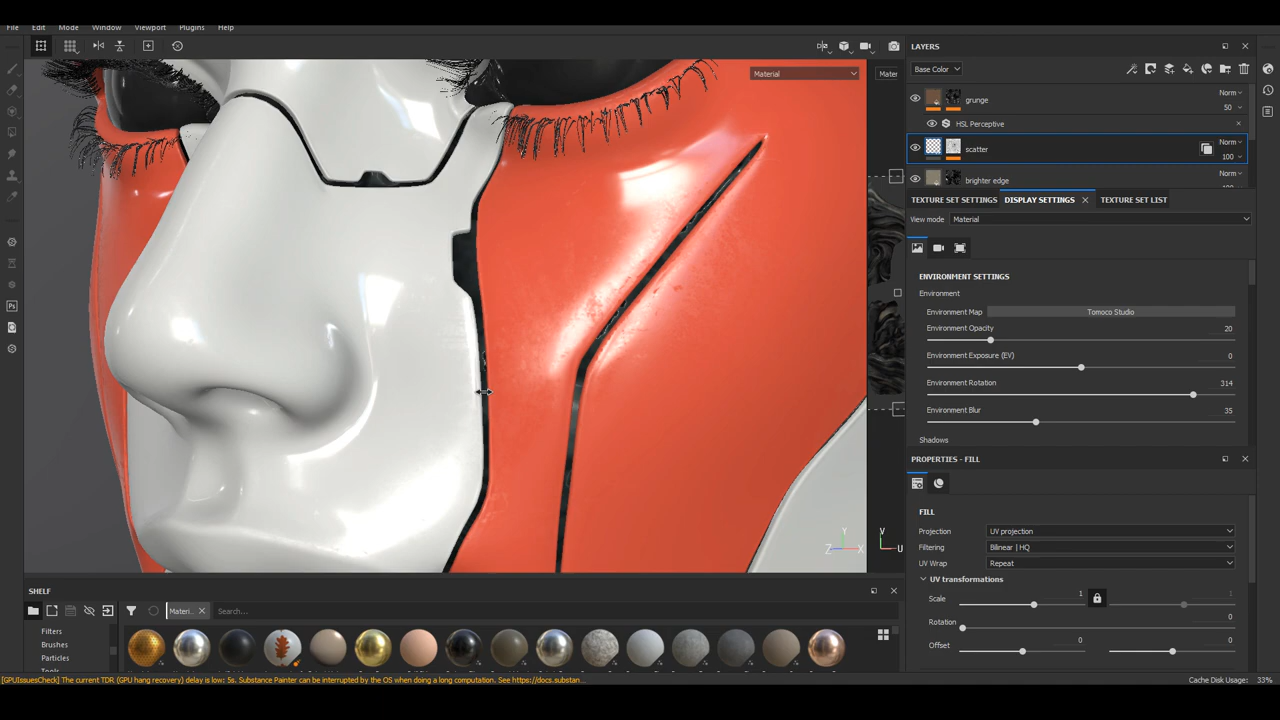 File Edit Mode Window Viewport Plugins Help
Material
Mater
Y
Z X
V
U
LAYERS
Base Color
grunge
Norm
50
HSL Perceptive
scatter
Norm
100
brighter edge
Norm
TEXTURE SET SETTINGS DISPLAY SETTINGS TEXTURE SET LIST
View mode Material
ENVIRONMENT SETTINGS
Environment
Environment Map Tomoco Studio
Environment Opacity 20
Environment Exposure (EV) 0
Environment Rotation 314
Environment Blur 35
Shadows
PROPERTIES - FILL
FILL
Projection UV projection
Filtering Bilinear | HQ
UV Wrap Repeat
UV transformations
Scale 1 1
Rotation 0
Offset 0 0
SHELF
Ps
Materi... Search...
Filters
Brushes
Particles
[GPUIssuesCheck] The current TDR (GPU hang recovery) delay is low: 5s. Substance Painter can be interrupted by the OS when doing a long computation. See https://docs.substan...
Cache Disk Usage: 33%